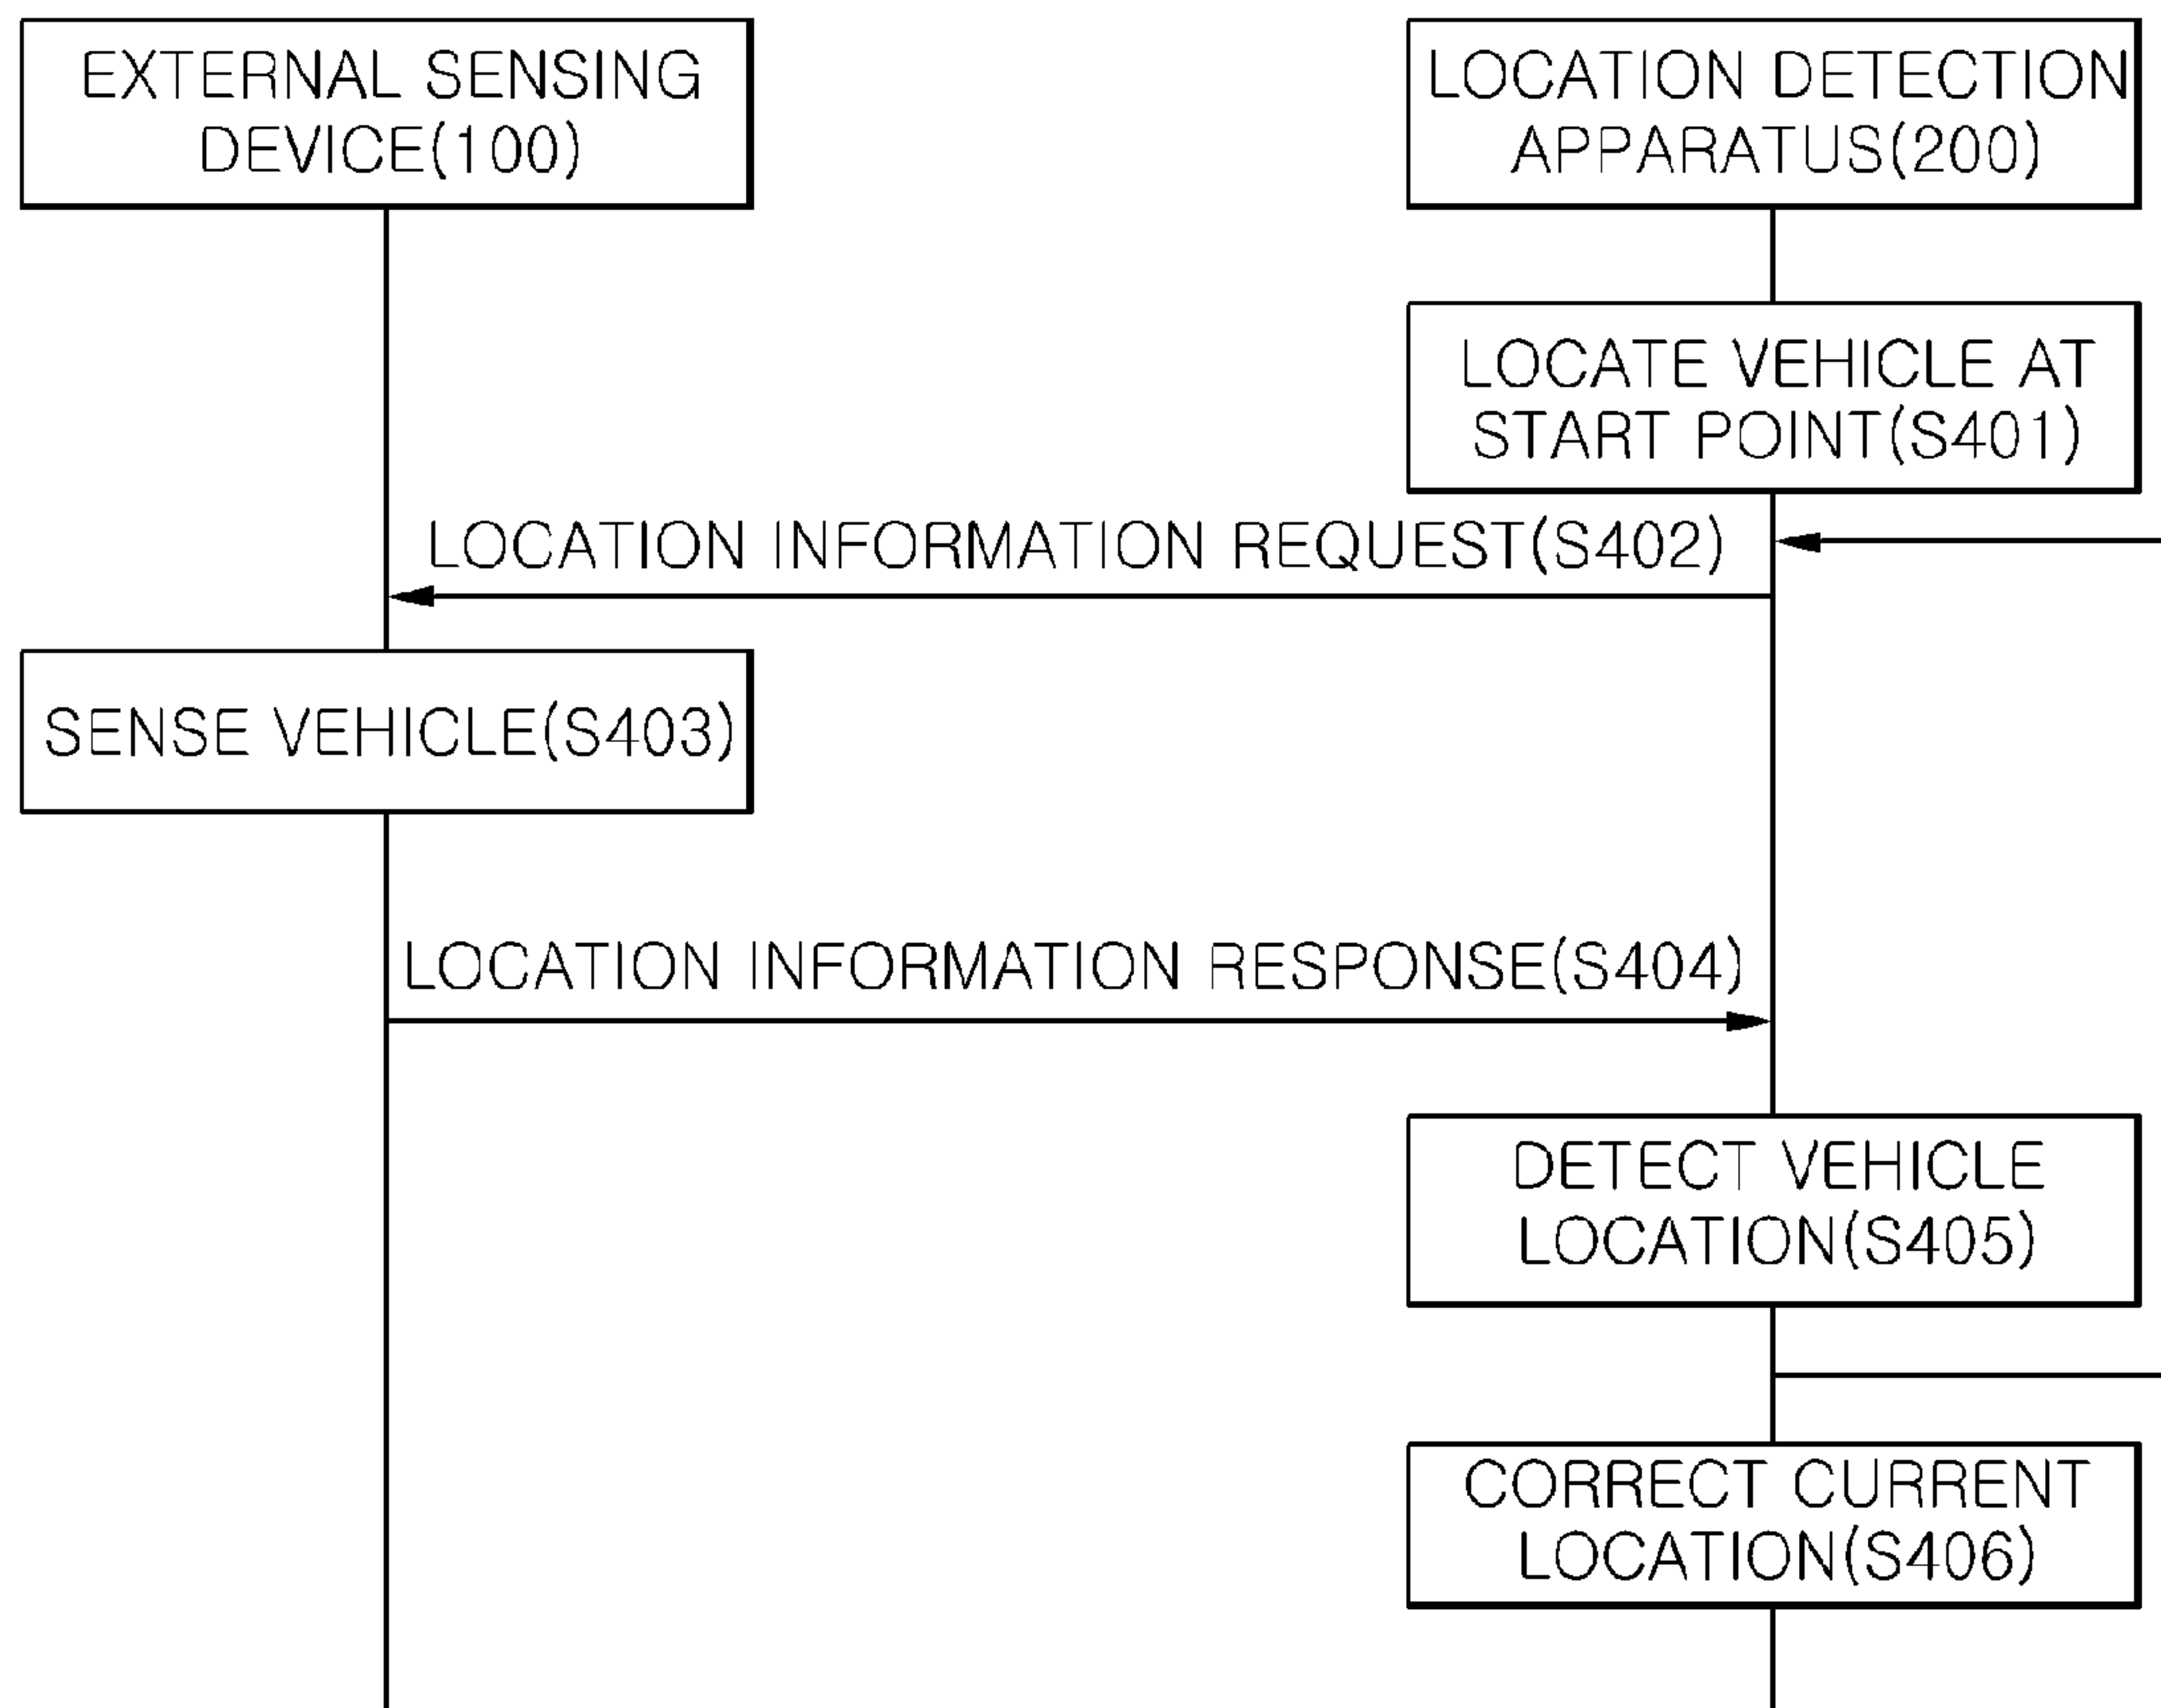 EXTERNAL SENSING
DEVICE(100)
LOCATION DETECTION
APPARATUS(200)
LOCATE VEHICLE AT
START POINT(S401)
LOCATION INFORMATION REQUEST(S402)
SENSE VEHICLE(S403)
LOCATION INFORMATION RESPONSE(S404)
DETECT VEHICLE
LOCATION(S405)
CORRECT CURRENT
LOCATION(S406)